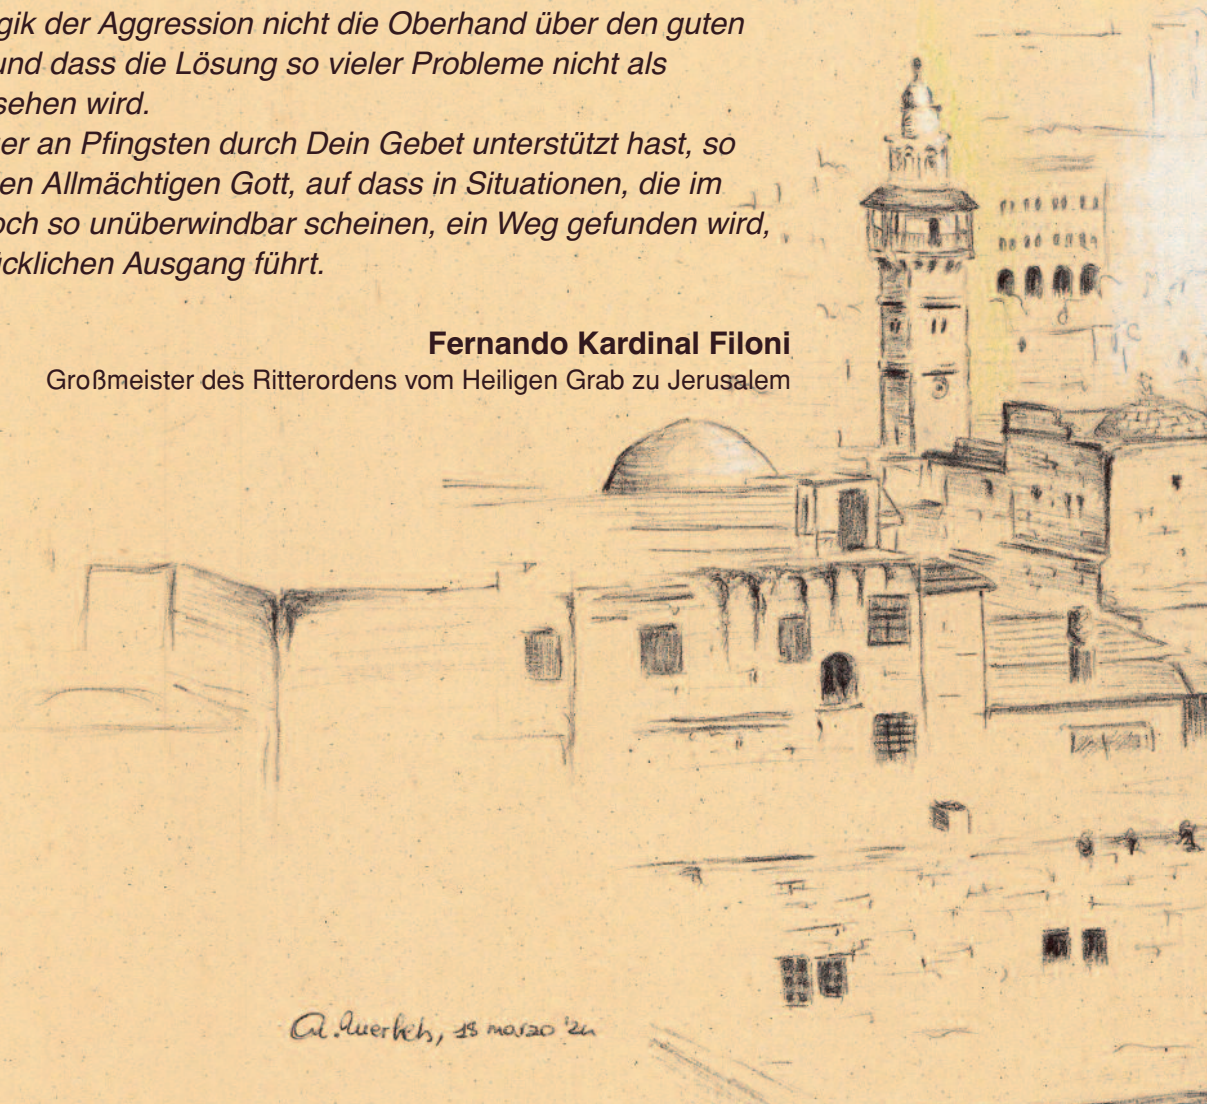 gik der Aggression nicht die Oberhand über den guten
und dass die Lösung so vieler Probleme nicht als
sehen wird.
er an Pfingsten durch Dein Gebet unterstützt hast, so
en Allmächtigen Gott, auf dass in Situationen, die im
och so unüberwindbar scheinen, ein Weg gefunden wird,
ücklichen Ausgang führt.
Fernando Kardinal Filoni
Großmeister des Ritterordens vom Heiligen Grab zu Jerusalem
marzo